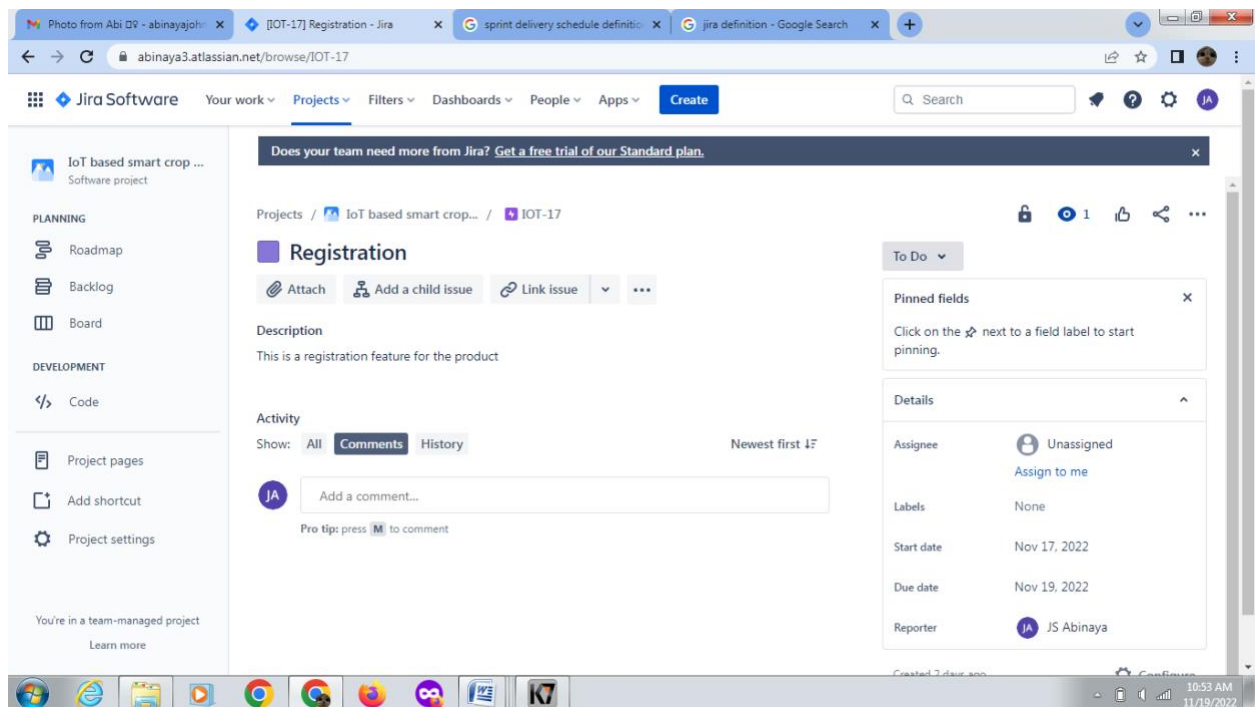 Photo from Abi - abinayajohn
[IOT-17] Registration - Jira
sprint delivery schedule definitio
jira definition - Google Search
abinaya3.atlassian.net/browse/IOT-17
Jira Software Your work Projects Filters Dashboards People Apps Create Search JA
Does your team need more from Jira? Get a free trial of our Standard plan.
IoT based smart crop ...
Software project
PLANNING
Roadmap
Backlog
Board
DEVELOPMENT
Code
Project pages
Add shortcut
Project settings
You're in a team-managed project
Learn more
Projects / IoT based smart crop... / IOT-17
1
Registration
Attach Add a child issue Link issue
Description
This is a registration feature for the product
Activity
Show: All Comments History Newest first
JA Add a comment...
Pro tip: press M to comment
To Do
Pinned fields
Click on the next to a field label to start
pinning.
Details
Assignee Unassigned
Assign to me
Labels None
Start date Nov 17, 2022
Due date Nov 19, 2022
Reporter JA JS Abinaya
Created 2 days ago Configure
K7
10:53 AM
11/19/2022